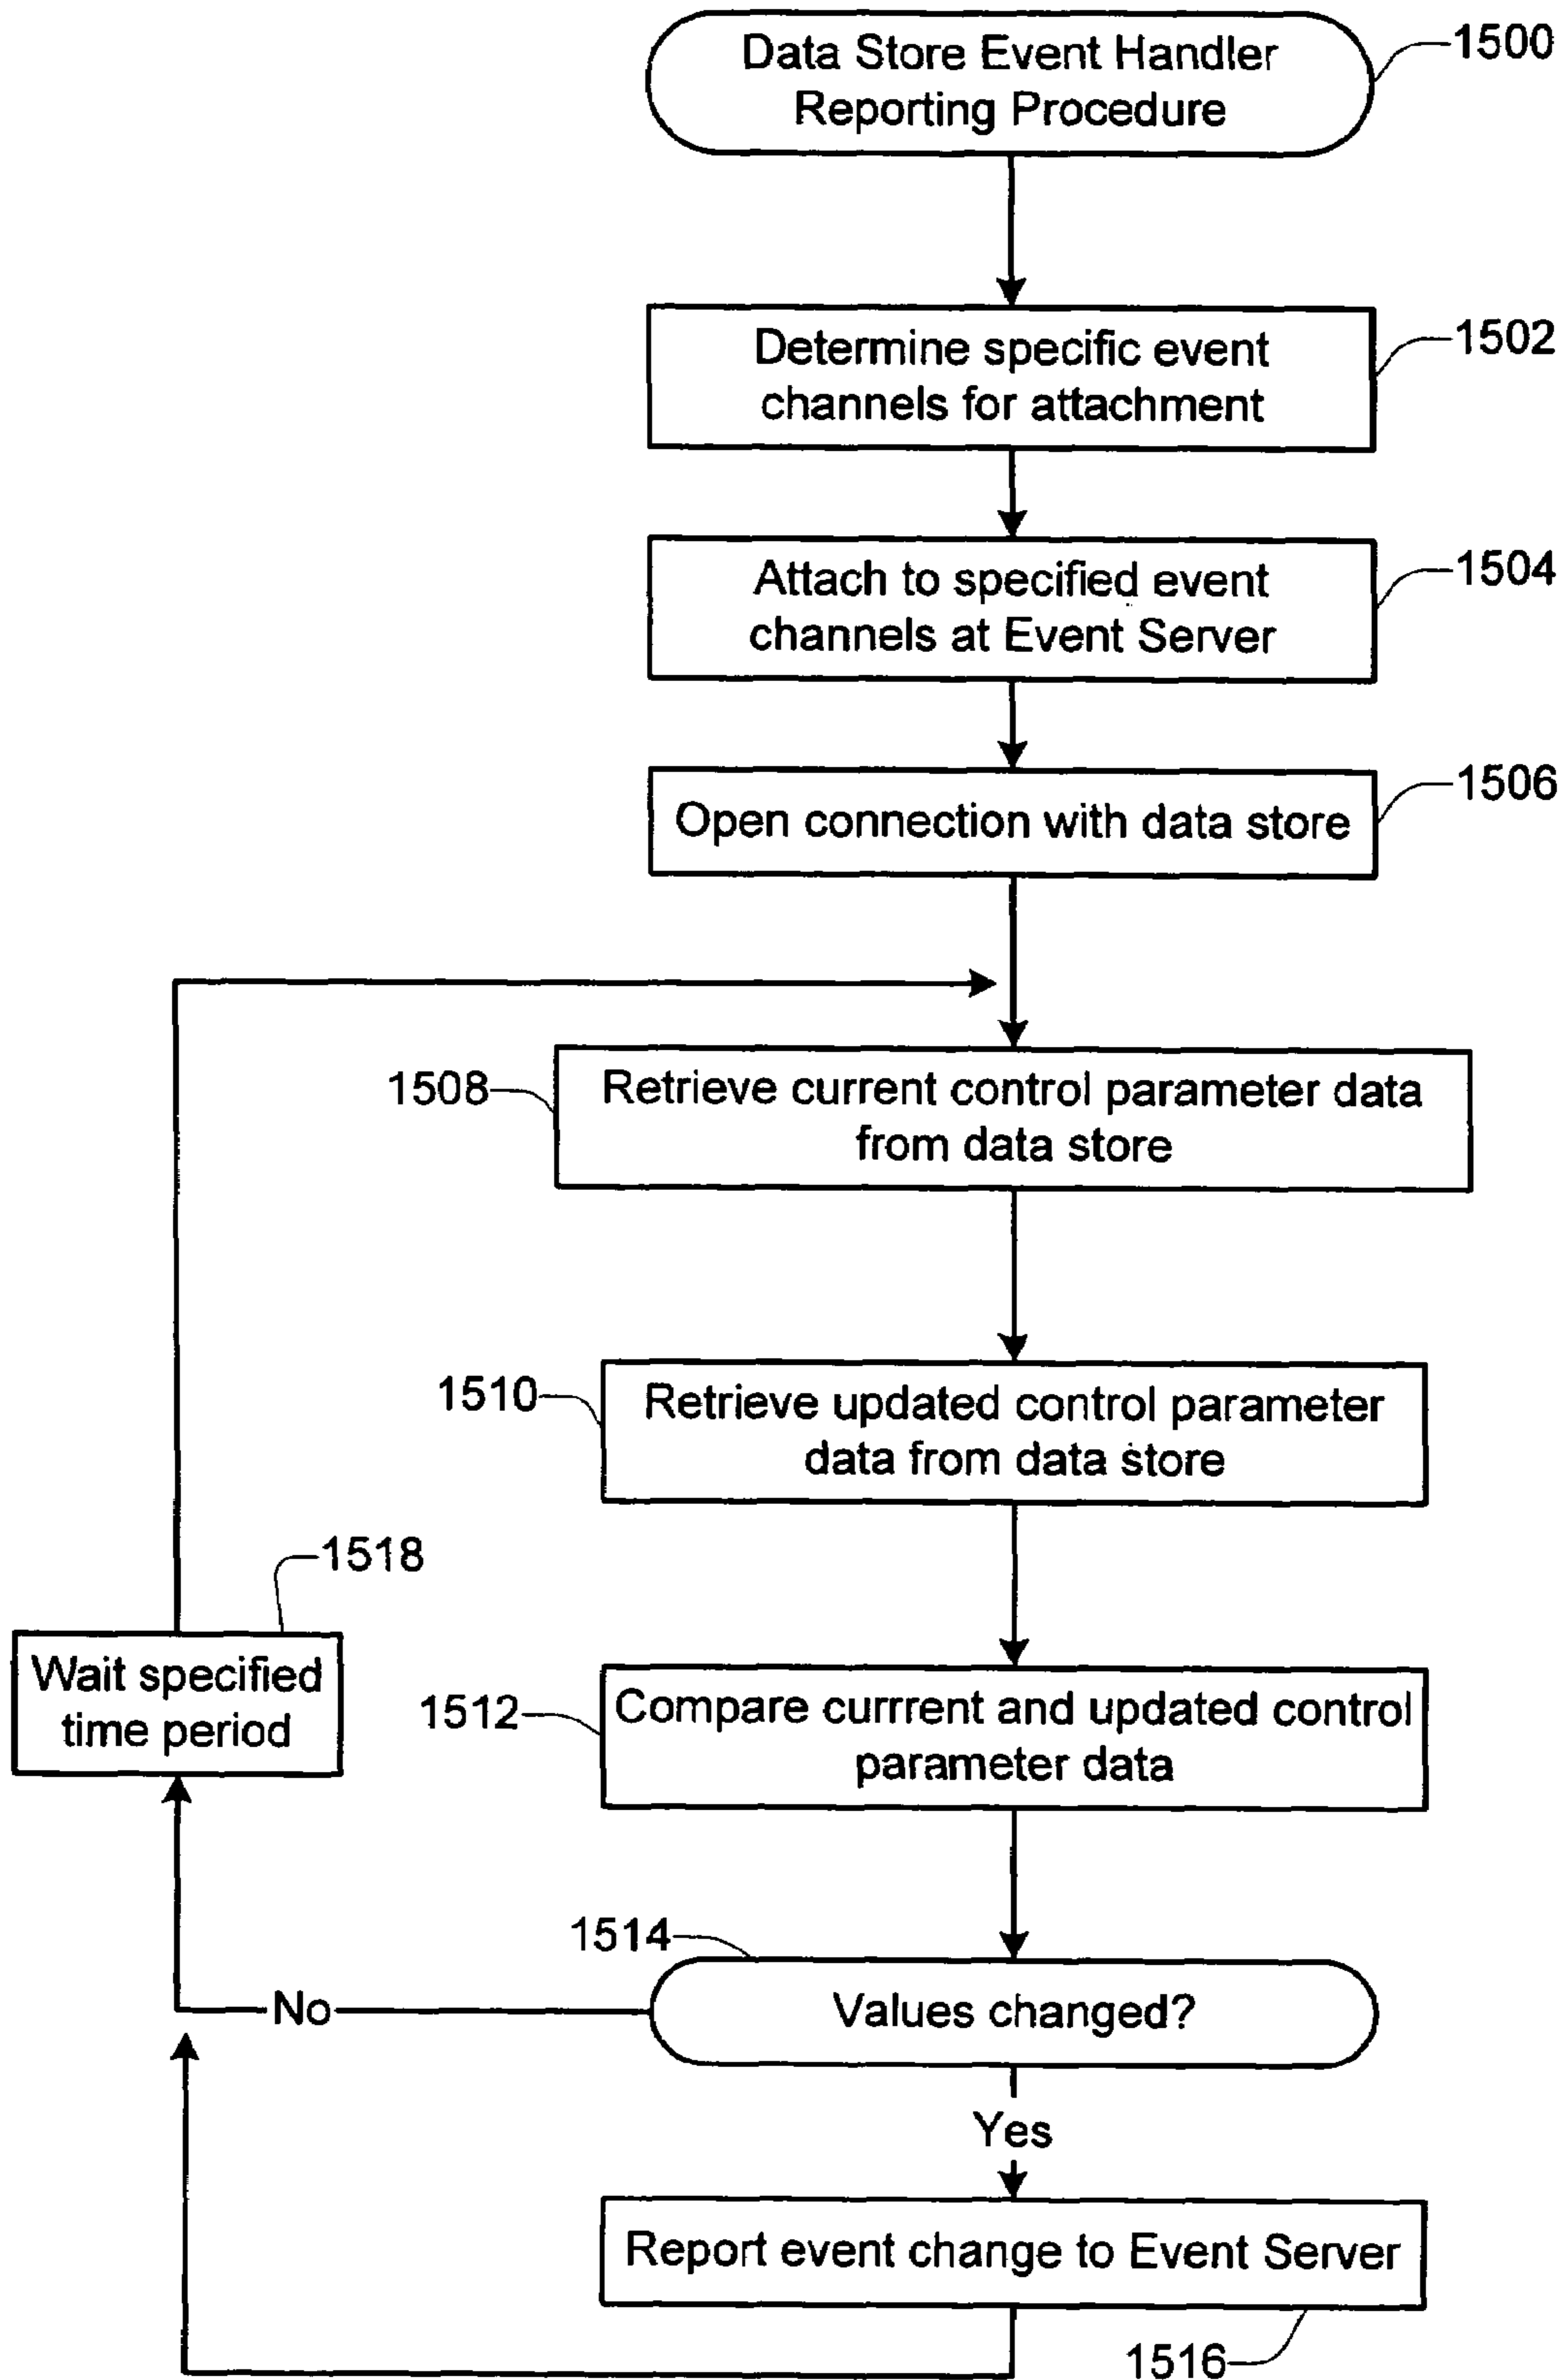 Data Store Event Handler
Reporting Procedure
1500
Determine specific event
channels for attachment
1502
Attach to specified event
channels at Event Server
1504
Open connection with data store
1506
1508
Retrieve current control parameter data
from data store
1510
Retrieve updated control parameter
data from data store
1518
Wait specified
time period
1512
Compare currrent and updated control
parameter data
1514
Values changed?
No
Yes
Report event change to Event Server
1516